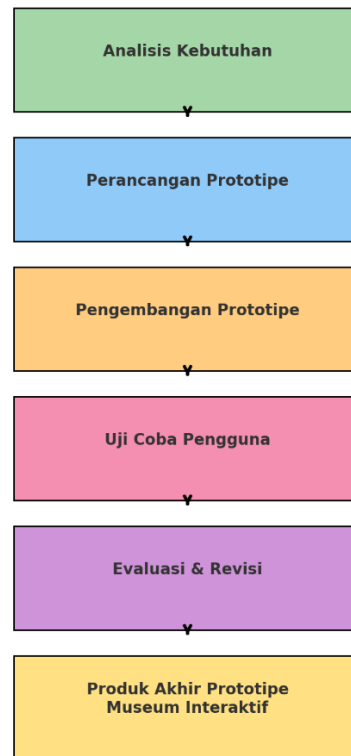 Analisis Kebutuhan
Perancangan Prototipe
Pengembangan Prototipe
Uji Coba Pengguna
Evaluasi & Revisi
Produk Akhir Prototipe
Museum Interaktif